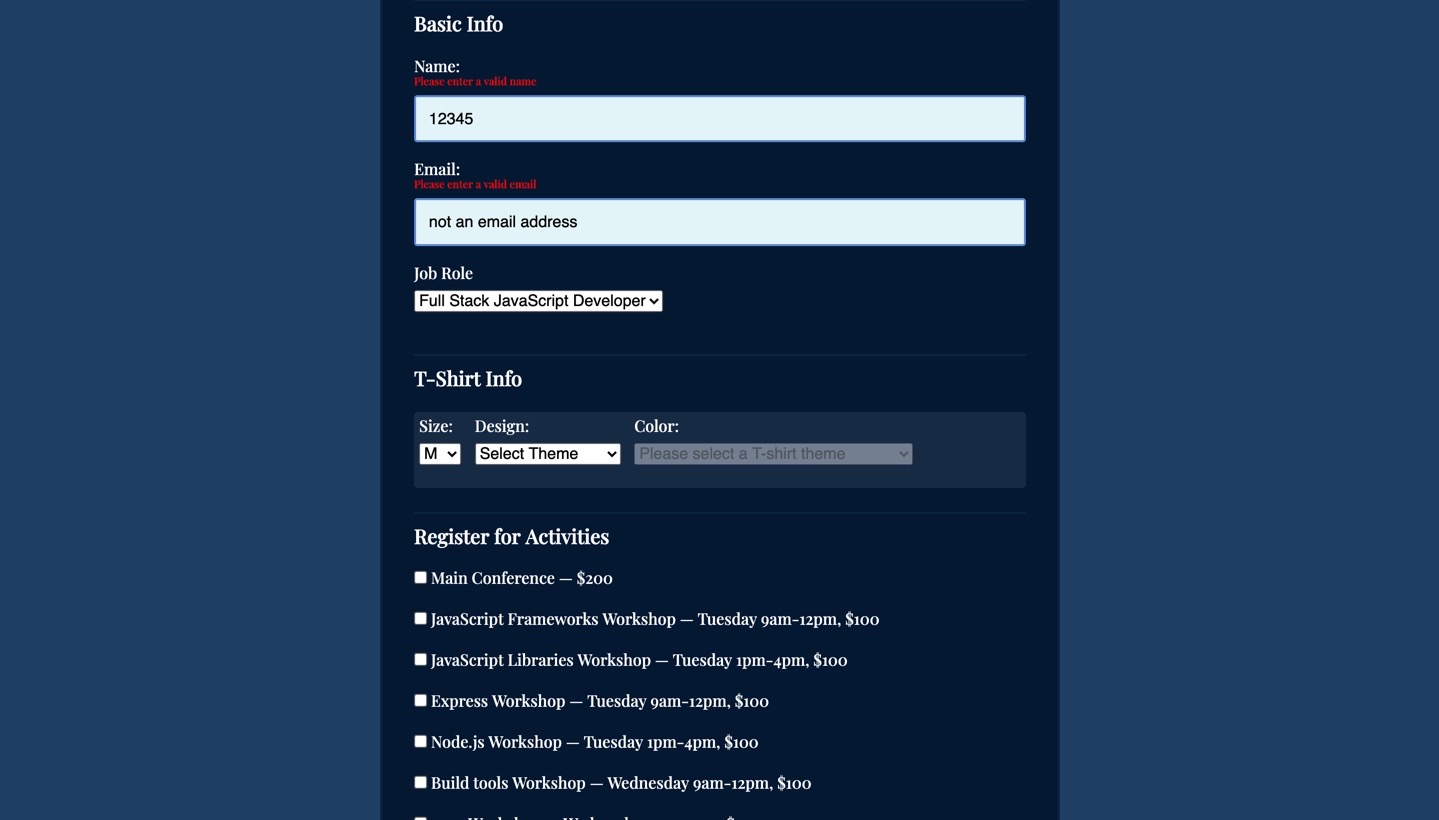 Basic Info
Name:
Please enter a valid name
12345
Email:
Please enter a valid email
not an email address
Job Role
Full Stack JavaScript Developer
T-Shirt Info
Size: Design: Color:
M Select Theme Please select a T-shirt theme
Register for Activities
Main Conference — $200
JavaScript Frameworks Workshop — Tuesday 9am-12pm, $100
JavaScript Libraries Workshop — Tuesday 1pm-4pm, $100
Express Workshop — Tuesday 9am-12pm, $100
Node.js Workshop — Tuesday 1pm-4pm, $100
Build tools Workshop — Wednesday 9am-12pm, $100